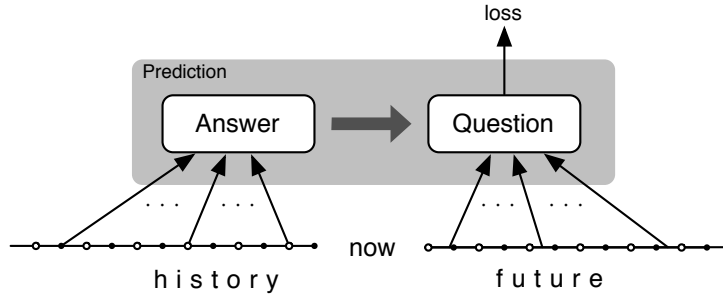 loss
Prediction
Answer Question
. . . . . . . . . . . .
now
history future